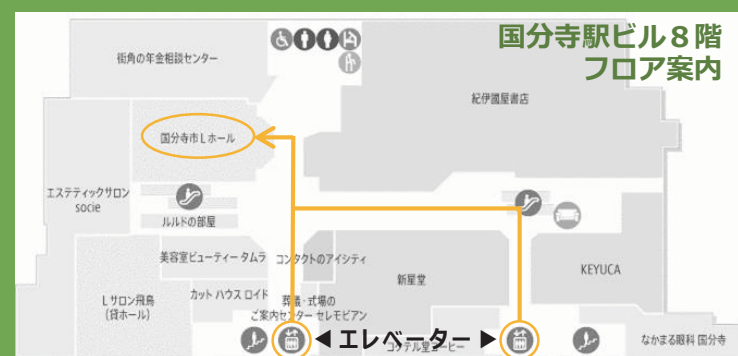 国分寺駅ビル８階
フロア案内
街角の年金相談センター
紀伊國屋書店
国分寺市Lホール
エステティックサロン
socie
ルルドの部屋
美容室ビューティータムラ
コンタクトのアイシティ
新星堂
KEYUCA
Lサロン飛鳥
(貸ホール)
カット ハウス ロイド
葬儀・式場の
ご案内センター セレモピアン
◀ エレベーター ▶
なかまる眼科 国分寺